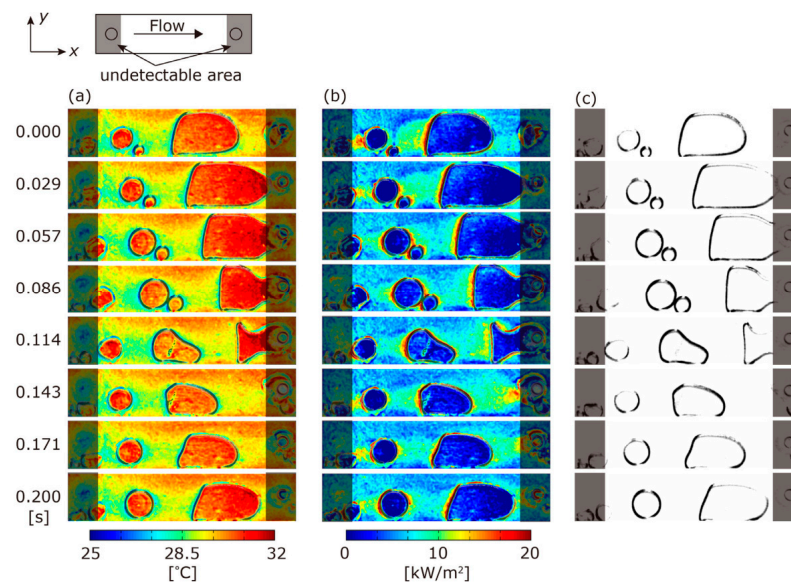 y
Flow
x
undetectable area
(a)
(b)
(c)
0.000
0.029
0.057
0.086
0.114
0.143
0.171
0.200
[s]
25
28.5
32
0
10
20
[°C]
[kW/m²]